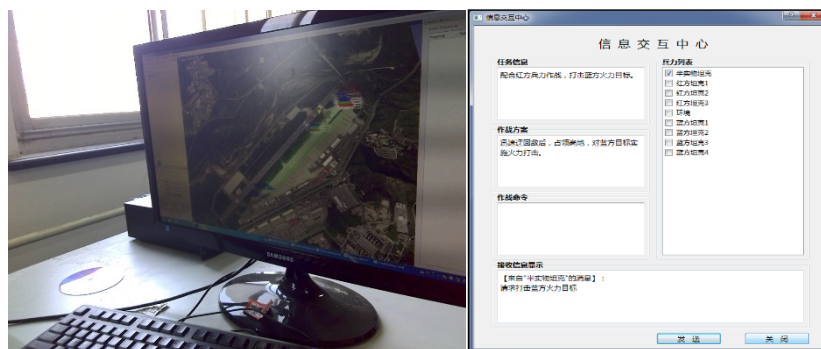 SAMSUNG
信息交互中心
信息交互中心
任务信息
配合红方兵力作战，打击蓝方火力目标。
作战方案
迅速迂回敌后，占领高地，对蓝方目标实
施火力打击。
作战命令
兵力列表
半实物坦克
红方坦克1
红方坦克2
红方坦克3
环境
蓝方坦克1
蓝方坦克2
蓝方坦克3
蓝方坦克4
接收信息显示
【来自"半实物坦克"的消息】：
请求打击蓝方火力目标
发送
关闭